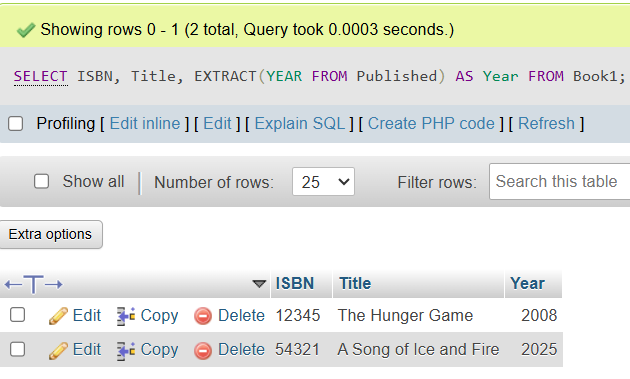 Showing rows 0 - 1 (2 total, Query took 0.0003 seconds.)
SELECT ISBN, Title, EXTRACT(YEAR FROM Published) AS Year FROM Book1;
Profiling [ Edit inline ] [ Edit ] [ Explain SQL ] [ Create PHP code ] [ Refresh ]
Show all Number of rows: 25 Filter rows: Search this table
Extra options
←T→ ISBN Title Year
Edit Copy Delete 12345 The Hunger Game 2008
Edit Copy Delete 54321 A Song of Ice and Fire 2025